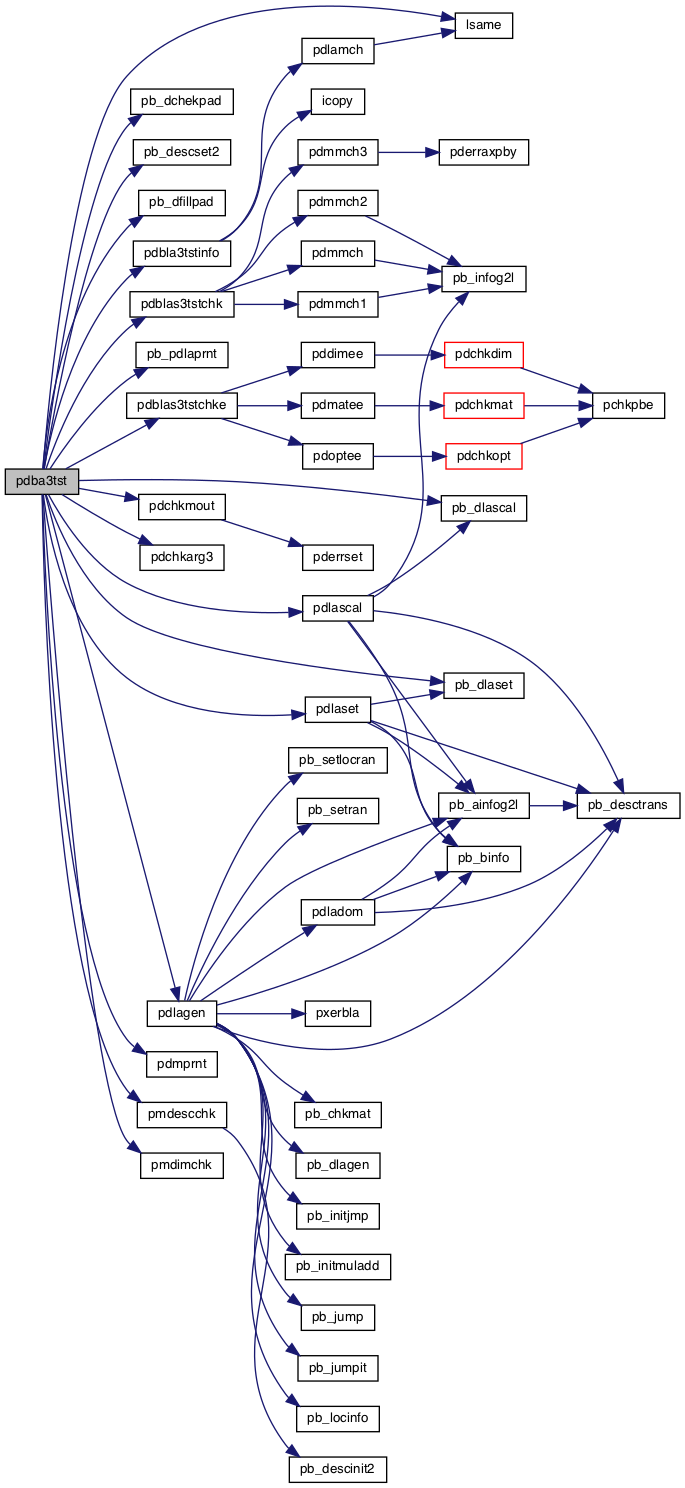 lsame
pdlamch
pb_dchekpad
icopy
pb_descset2
pdmmch3
pderraxpby
pb_dfillpad
pdmmch2
pdbla3tstinfo
pdmmch
pb_infog2l
pdblas3tstchk
pdmmch1
pb_pdlaprnt
pddimee
pdchkdim
pdblas3tstchke
pdmatee
pdchkmat
pchkpbe
pdoptee
pdchkopt
pdba3tst
pdchkmout
pb_dlascal
pdchkarg3
pderrset
pdlascal
pb_dlaset
pdlaset
pb_setlocran
pb_setran
pb_ainfog2l
pb_desctrans
pb_binfo
pdladom
pdlagen
pxerbla
pdmprnt
pmdescchk
pb_chkmat
pmdimchk
pb_dlagen
pb_initjmp
pb_initmuladd
pb_jump
pb_jumpit
pb_locinfo
pb_descinit2